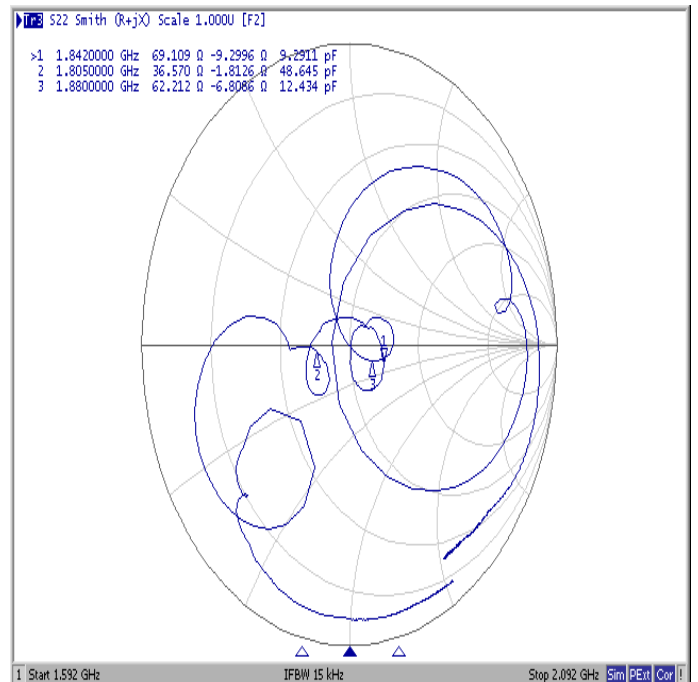 Tr3 S22 Smith (R+jX) Scale 1.000U [F2]
>1 1.8420000 GHz 69.109 Ω -9.2996 Ω 9.2911 pF
2 1.8050000 GHz 36.570 Ω -1.8126 Ω 48.645 pF
3 1.8800000 GHz 62.212 Ω -6.8086 Ω 12.434 pF
1
2
3
1 Start 1.592 GHz IFBW 15 kHz Stop 2.092 GHz Sim PExt Cor !